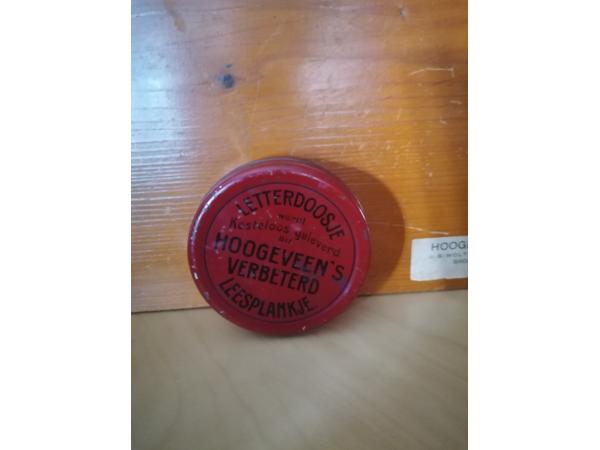 LETTERDOOSJE
wordt
Kosteloos geleverd
bij
HOOGEVEEN'S
VERBETERD
LEESPLANKJE.
HOOG